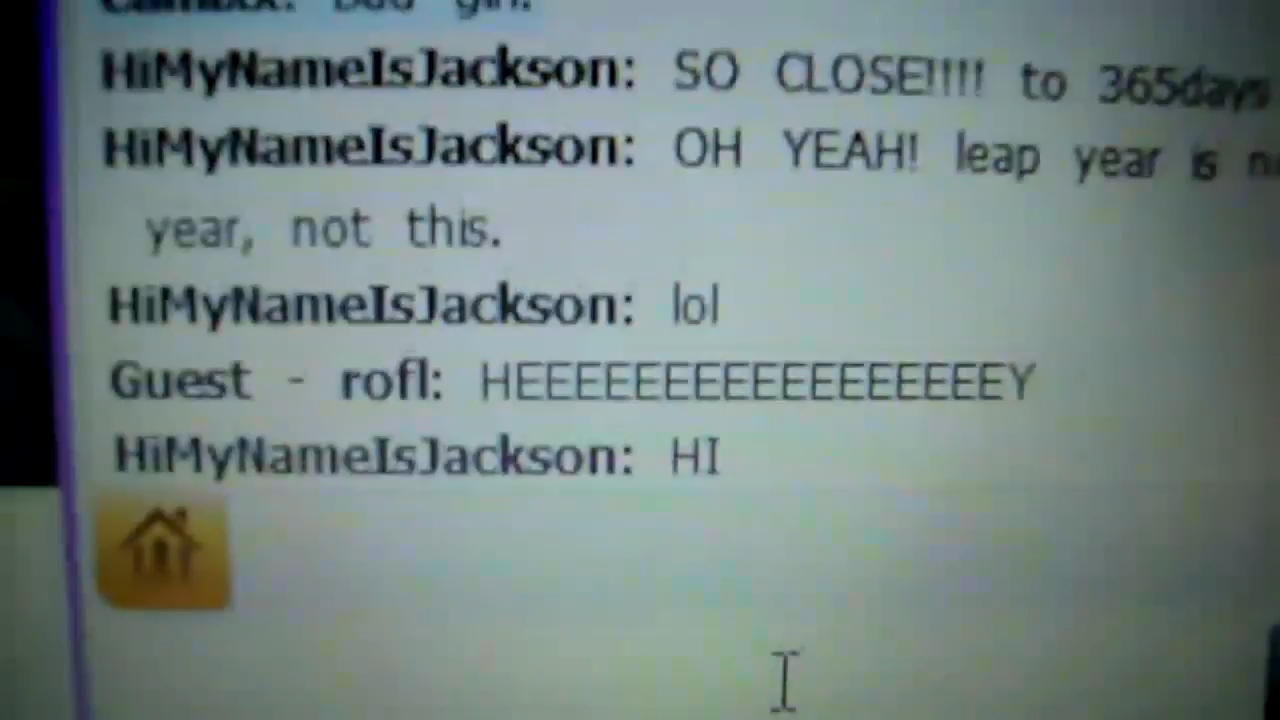 HiMyNameIsJackson: SO CLOSE!!!! to 365days
HiMyNameIsJackson: OH YEAH! leap year is
year, not this.
HiMyNameIsJackson: lol
Guest - rofl: HEEEEEEEEEEEEEEEEEY
HiMyNameIsJackson: HI